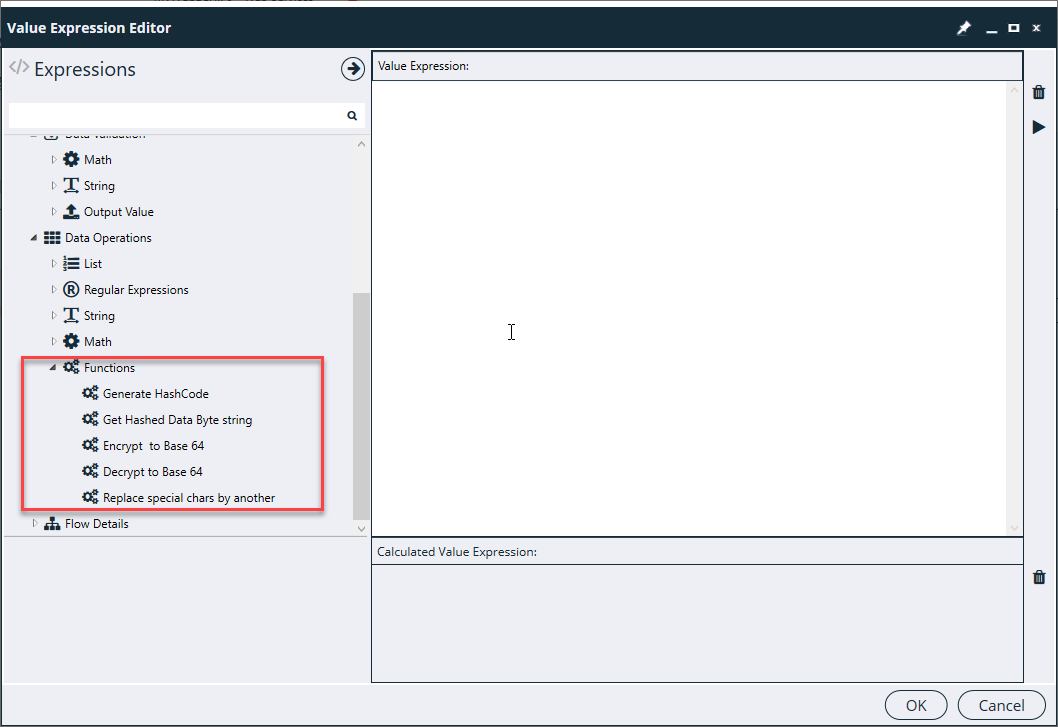 Value Expression Editor
</> Expressions
Value Expression:
Data Validation
Math
String
Output Value
Data Operations
List
Regular Expressions
String
Math
Functions
Generate HashCode
Get Hashed Data Byte string
Encrypt  to Base 64
Decrypt to Base 64
Replace special chars by another
Flow Details
Calculated Value Expression:
OK
Cancel